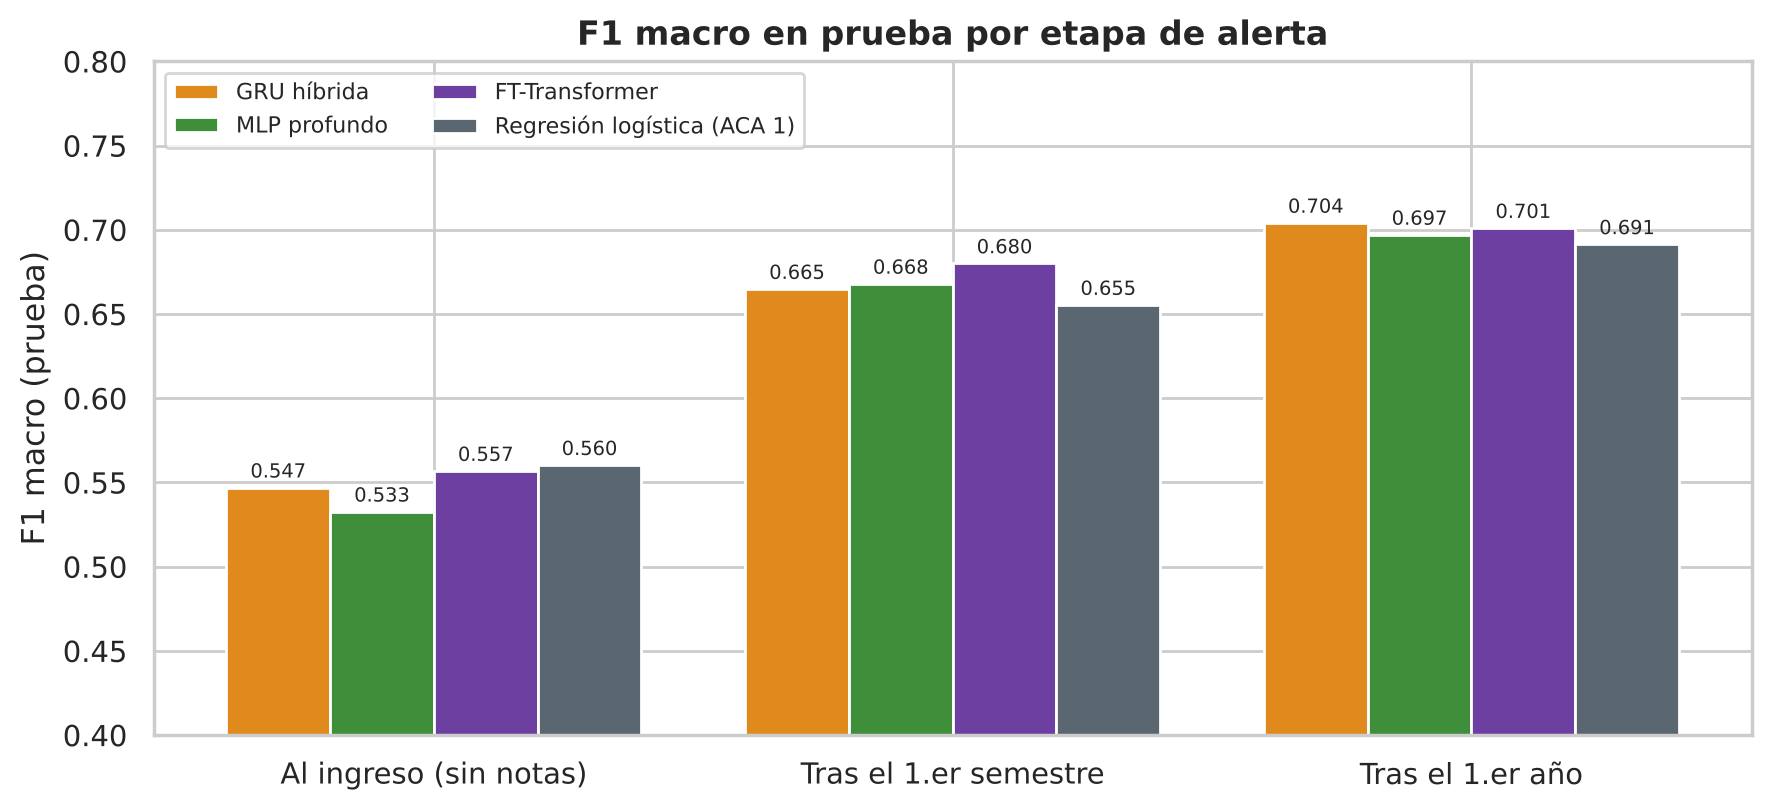 F1 macro en prueba por etapa de alerta
GRU híbrida
MLP profundo
FT-Transformer
Regresión logística (ACA 1)
F1 macro (prueba)
0.80
0.75
0.70
0.65
0.60
0.55
0.50
0.45
0.40
0.547
0.533
0.557
0.560
0.665
0.668
0.680
0.655
0.704
0.697
0.701
0.691
Al ingreso (sin notas)
Tras el 1.er semestre
Tras el 1.er año